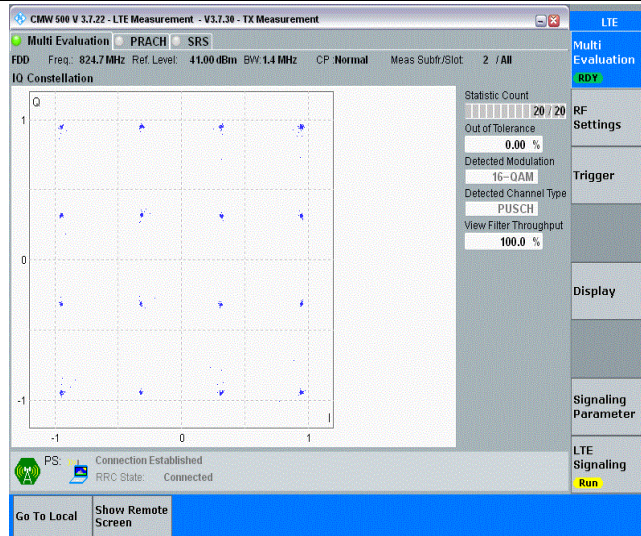 CMW 500 V 3.7.22 - LTE Measurement - V3.7.30 - TX Measurement
LTE
Multi Evaluation PRACH SRS
Multi
Evaluation
RDY
FDD Freq.: 824.7 MHz Ref. Level: 41.00 dBm BW: 1.4 MHz CP :Normal Meas Subfr./Slot: 2 / All
IQ Constellation
Q
1
0
-1
-1
0
1
I
Statistic Count
20 / 20
Out of Tolerance
0.00 %
Detected Modulation
16-QAM
Detected Channel Type
PUSCH
View Filter Throughput
100.0 %
RF
Settings
Trigger
Display
Signaling
Parameter
LTE
Signaling
Run
PS: Connection Established
RRC State: Connected
Go To Local
Show Remote
Screen